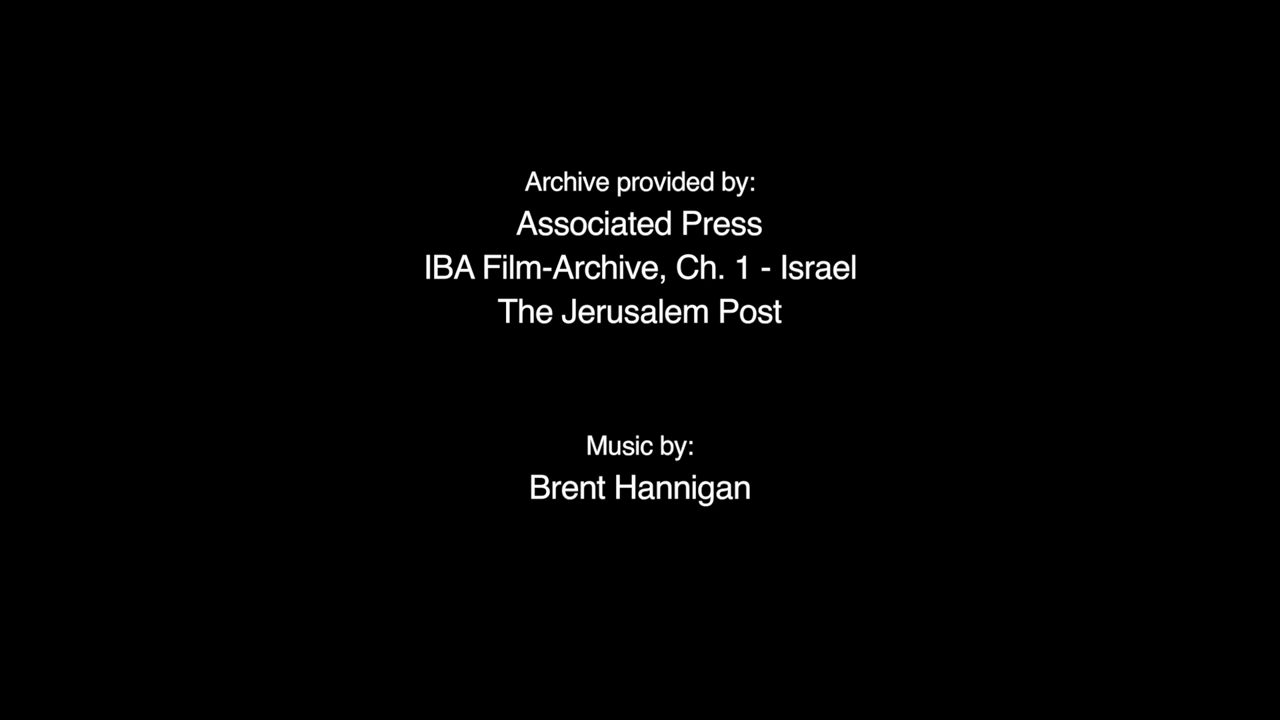 Archive provided by:
Associated Press
IBA Film-Archive, Ch. 1 - Israel
The Jerusalem Post
Music by:
Brent Hannigan